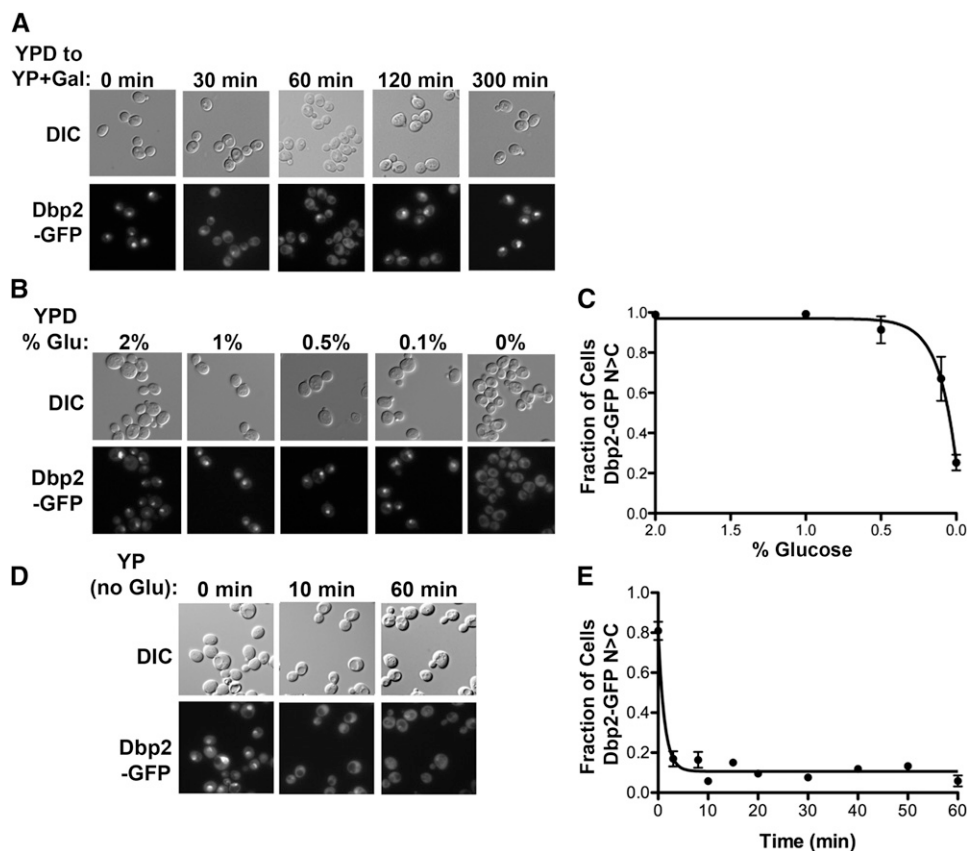 A
YPD to
YP+Gal: 0 min 30 min 60 min 120 min 300 min
DIC
Dbp2
-GFP
B
YPD
% Glu: 2% 1% 0.5% 0.1% 0%
DIC
Dbp2
-GFP
C
Fraction of Cells
Dbp2-GFP N>C
1.0
0.8
0.6
0.4
0.2
0.0
2.0 1.5 1.0 0.5 0.0
% Glucose
D
YP
(no Glu): 0 min 10 min 60 min
DIC
Dbp2
-GFP
E
Fraction of Cells
Dbp2-GFP N>C
1.0
0.8
0.6
0.4
0.2
0.0
0 10 20 30 40 50 60
Time (min)